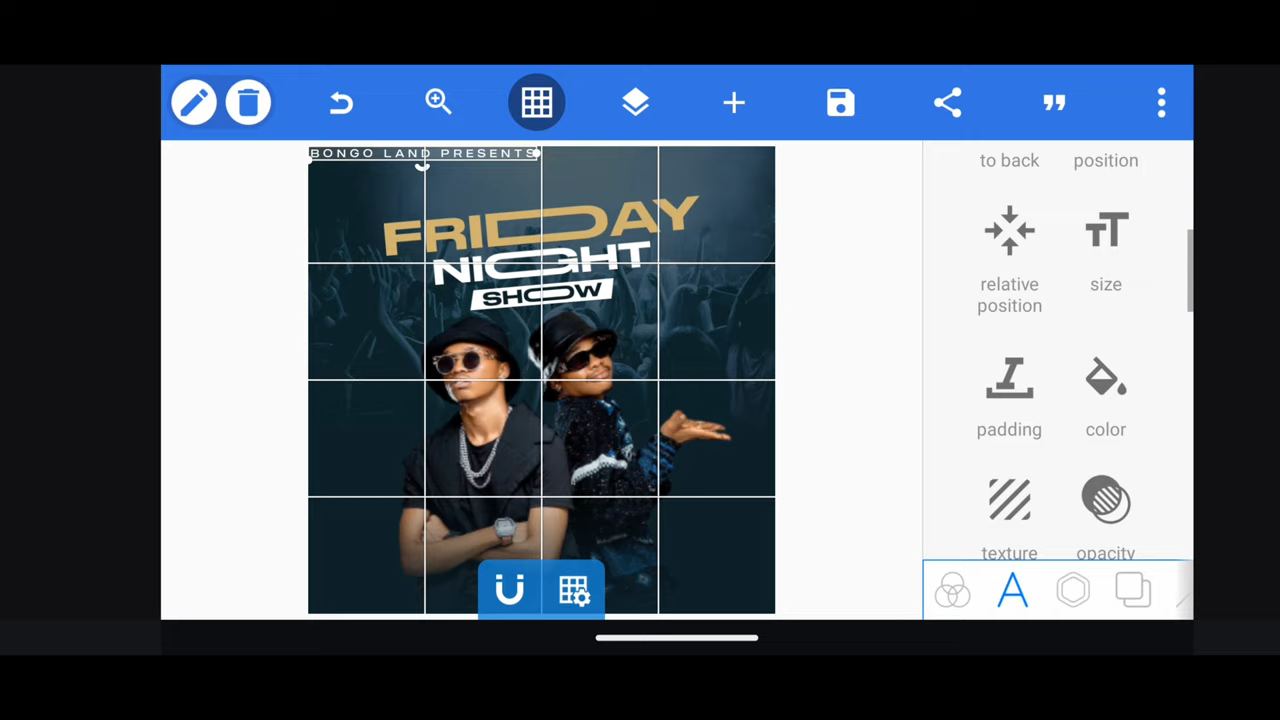 BONGO LAND PRESENTS
FRIDAY
NIGHT
SHOW
to back
position
relative
position
size
padding
color
texture
opacity